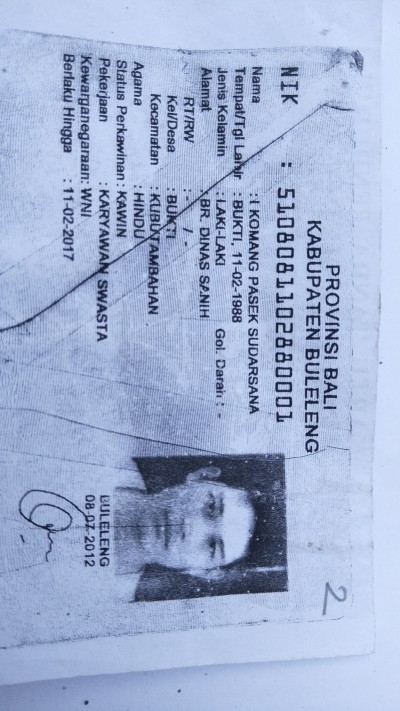 2
PROVINSI BALI
KABUPATEN BULELENG
NIK : 5108081102880001
Nama : I KOMANG PASEK SUDARSANA
Tempat/Tgl Lahir : BUKTI, 11-02-1988
Jenis Kelamin : LAKI-LAKI Gol. Darah : -
Alamat : BR. DINAS SANIH
RT/RW : - / -
Kel/Desa : BUKTI
Kecamatan : KUBUTAMBAHAN
Agama : HINDU
Status Perkawinan : KAWIN
Pekerjaan : KARYAWAN SWASTA
Kewarganegaraan: WNI
Berlaku Hingga : 11-02-2017
BULELENG
08-07-2012